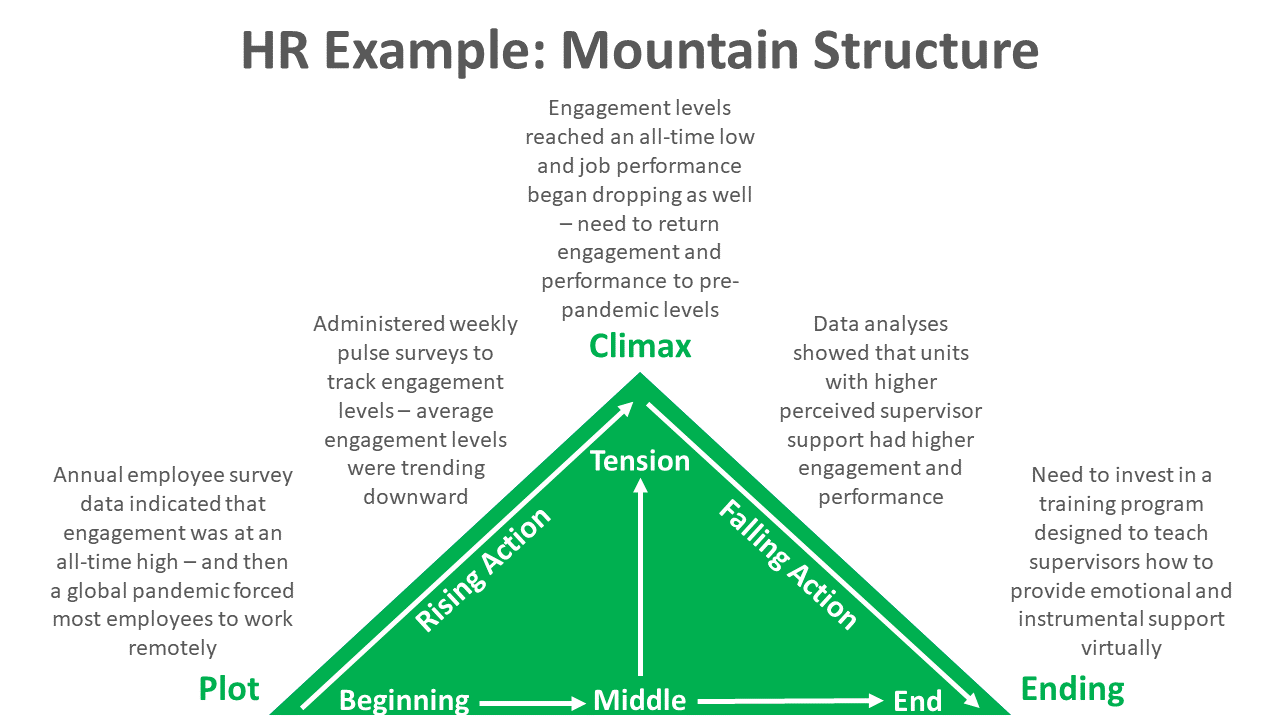 HR Example: Mountain Structure
Engagement levels
reached an all-time low
and job performance
began dropping as well
– need to return
engagement and
performance to pre-
pandemic levels
Climax
Administered weekly
pulse surveys to
track engagement
levels – average
engagement levels
were trending
downward
Data analyses
showed that units
with higher
perceived supervisor
support had higher
engagement and
performance
Annual employee survey
data indicated that
engagement was at an
all-time high – and then
a global pandemic forced
most employees to work
remotely
Need to invest in a
training program
designed to teach
supervisors how to
provide emotional and
instrumental support
virtually
Tension
Rising Action
Falling Action
Plot
Beginning
Middle
End
Ending